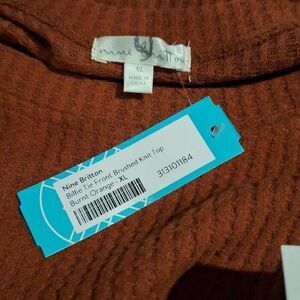 nine britton
XL
MADE IN
CHINA
Nine Britton
Billie Tie Front Brushed Knit Top
Burnt Orange - XL
313101184